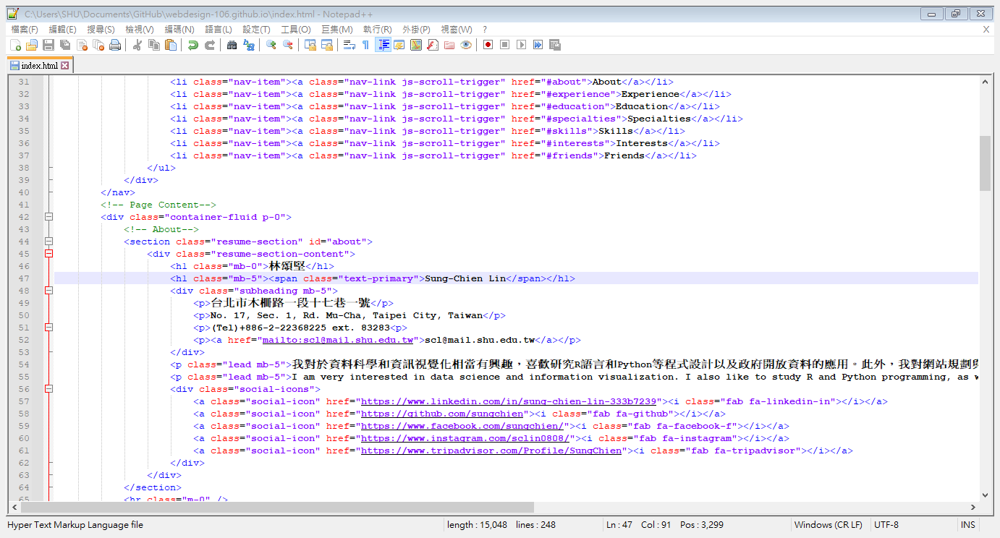 C:\Users\SHU\Documents\GitHub\webdesign-106.github.io\index.html - Notepad++
檔案(F) 編輯(E) 搜尋(S) 檢視(V) 編碼(N) 語言(L) 設定(T) 工具(O) 巨集(M) 執行(R) 外掛(P) 視窗(W) ? X
index.html
31 <li class="nav-item"><a class="nav-link js-scroll-trigger" href="#about">About</a></li>
32 <li class="nav-item"><a class="nav-link js-scroll-trigger" href="#experience">Experience</a></li>
33 <li class="nav-item"><a class="nav-link js-scroll-trigger" href="#education">Education</a></li>
34 <li class="nav-item"><a class="nav-link js-scroll-trigger" href="#specialties">Specialties</a></li>
35 <li class="nav-item"><a class="nav-link js-scroll-trigger" href="#skills">Skills</a></li>
36 <li class="nav-item"><a class="nav-link js-scroll-trigger" href="#interests">Interests</a></li>
37 <li class="nav-item"><a class="nav-link js-scroll-trigger" href="#friends">Friends</a></li>
38 </ul>
39 </div>
40 </nav>
41 <!-- Page Content-->
42 <div class="container-fluid p-0">
43 <!-- About-->
44 <section class="resume-section" id="about">
45 <div class="resume-section-content">
46 <h1 class="mb-0">林頌堅</h1>
47 <h1 class="mb-5"><span class="text-primary">Sung-Chien Lin</span></h1>
48 <div class="subheading mb-5">
49 <p>台北市木柵路一段十七巷一號</p>
50 <p>No. 17, Sec. 1, Rd. Mu-Cha, Taipei City, Taiwan</p>
51 <p>(Tel)+886-2-22368225 ext. 83283<p>
52 <p><a href="mailto:scl@mail.shu.edu.tw">scl@mail.shu.edu.tw</a></p>
53 </div>
54 <p class="lead mb-5">我對於資料科學和資訊視覺化相當有興趣，喜歡研究R語言和Python等程式設計以及政府開放資料的應用。此外，我對網站規劃與
55 <p class="lead mb-5">I am very interested in data science and information visualization. I also like to study R and Python programming, as w
56 <div class="social-icons">
57 <a class="social-icon" href="https://www.linkedin.com/in/sung-chien-lin-333b7239"><i class="fab fa-linkedin-in"></i></a>
58 <a class="social-icon" href="https://github.com/sungchien"><i class="fab fa-github"></i></a>
59 <a class="social-icon" href="https://www.facebook.com/sungchien/"><i class="fab fa-facebook-f"></i></a>
60 <a class="social-icon" href="https://www.instagram.com/sclin0808/"><i class="fab fa-instagram"></i></a>
61 <a class="social-icon" href="https://www.tripadvisor.com/Profile/SungChien"><i class="fab fa-tripadvisor"></i></a>
62 </div>
63 </div>
64 </section>
65 <hr class="m-0" />
Hyper Text Markup Language file length : 15,048 lines : 248 Ln : 47 Col : 91 Pos : 3,299 Windows (CR LF) UTF-8 INS